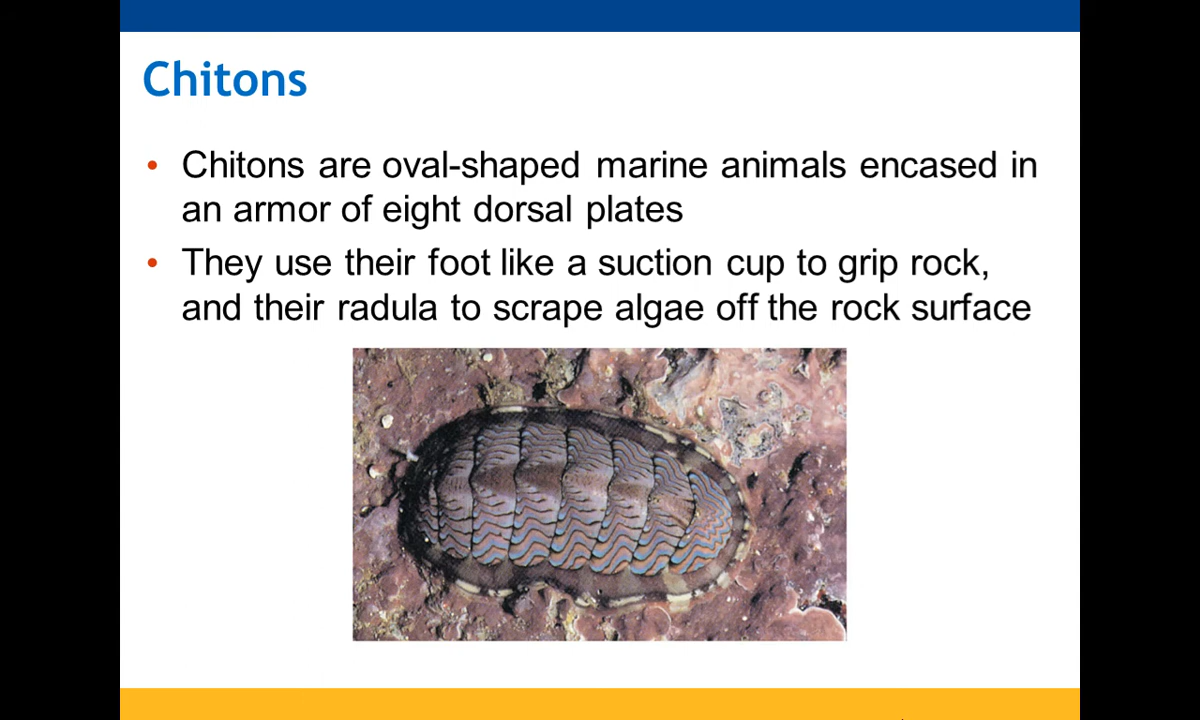 Chitons
• Chitons are oval-shaped marine animals encased in
an armor of eight dorsal plates
• They use their foot like a suction cup to grip rock,
and their radula to scrape algae off the rock surface